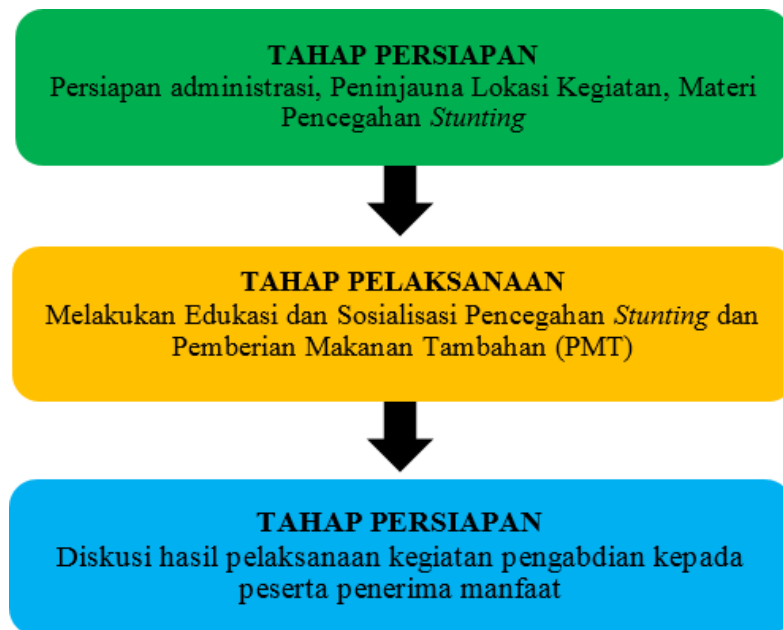 TAHAP PERSIAPAN
Persiapan administrasi, Peninjauna Lokasi Kegiatan, Materi
Pencegahan Stunting
TAHAP PELAKSANAAN
Melakukan Edukasi dan Sosialisasi Pencegahan Stunting dan
Pemberian Makanan Tambahan (PMT)
TAHAP PERSIAPAN
Diskusi hasil pelaksanaan kegiatan pengabdian kepada
peserta penerima manfaat